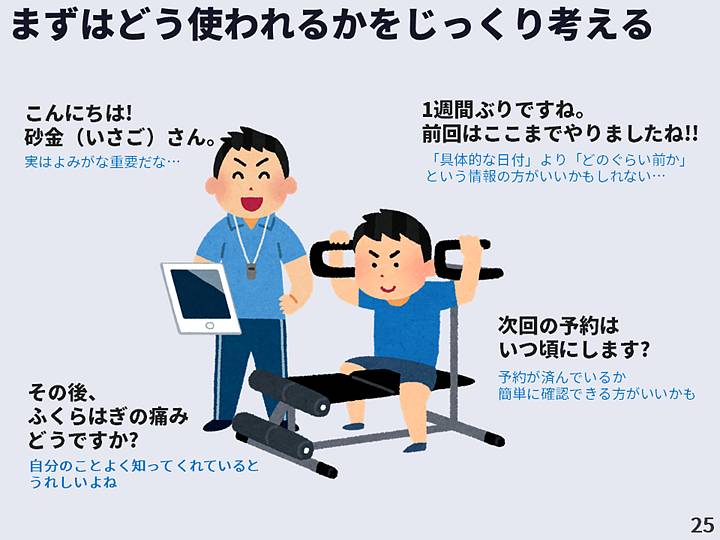 まずはどう使われるかをじっくり考える
こんにちは!
砂金（いさご）さん。
実はよみがな重要だな…
1週間ぶりですね。
前回はここまでやりましたね!!
「具体的な日付」より「どのぐらい前か」
という情報の方がいいかもしれない…
次回の予約は
いつ頃にします?
予約が済んでいるか
簡単に確認できる方がいいかも
その後、
ふくらはぎの痛み
どうですか?
自分のことよく知ってくれていると
うれしいよね
25